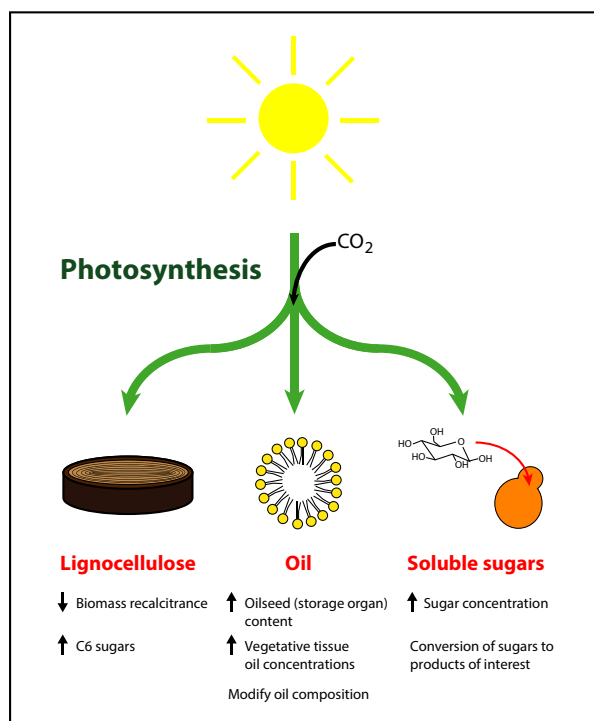 CO2
Photosynthesis
OH
HO
O
HO
OH
OH
OH
Lignocellulose
Biomass recalcitrance
C6 sugars
Oil
Oilseed (storage organ)
content
Vegetative tissue
oil concentrations
Modify oil composition
Soluble sugars
Sugar concentration
Conversion of sugars to
products of interest